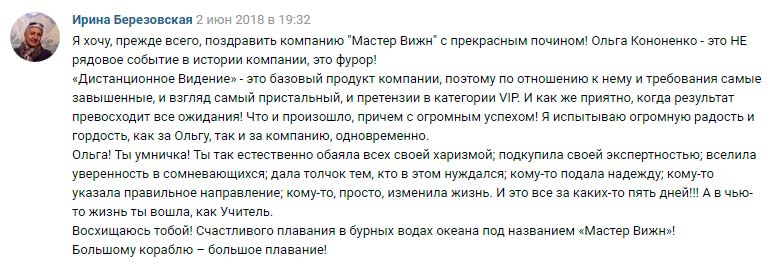 Ирина Березовская 2 июн 2018 в 19:32
Я хочу, прежде всего, поздравить компанию "Мастер Вижн" с прекрасным почином! Ольга Кононенко - это НЕ
рядовое событие в истории компании, это фурор!
«Дистанционное Видение» - это базовый продукт компании, поэтому по отношению к нему и требования самые
завышенные, и взгляд самый пристальный, и претензии в категории VIP. И как же приятно, когда результат
превосходит все ожидания! Что и произошло, причем с огромным успехом! Я испытываю огромную радость и
гордость, как за Ольгу, так и за компанию, одновременно.
Ольга! Ты умничка! Ты так естественно обаяла всех своей харизмой; подкупила своей экспертностью; вселила
уверенность в сомневающихся; дала толчок тем, кто в этом нуждался; кому-то подала надежду; кому-то
указала правильное направление; кому-то, просто, изменила жизнь. И это все за каких-то пять дней!!! А в чью-
то жизнь ты вошла, как Учитель.
Восхищаюсь тобой! Счастливого плавания в бурных водах океана под названием «Мастер Вижн»!
Большому кораблю – большое плавание!